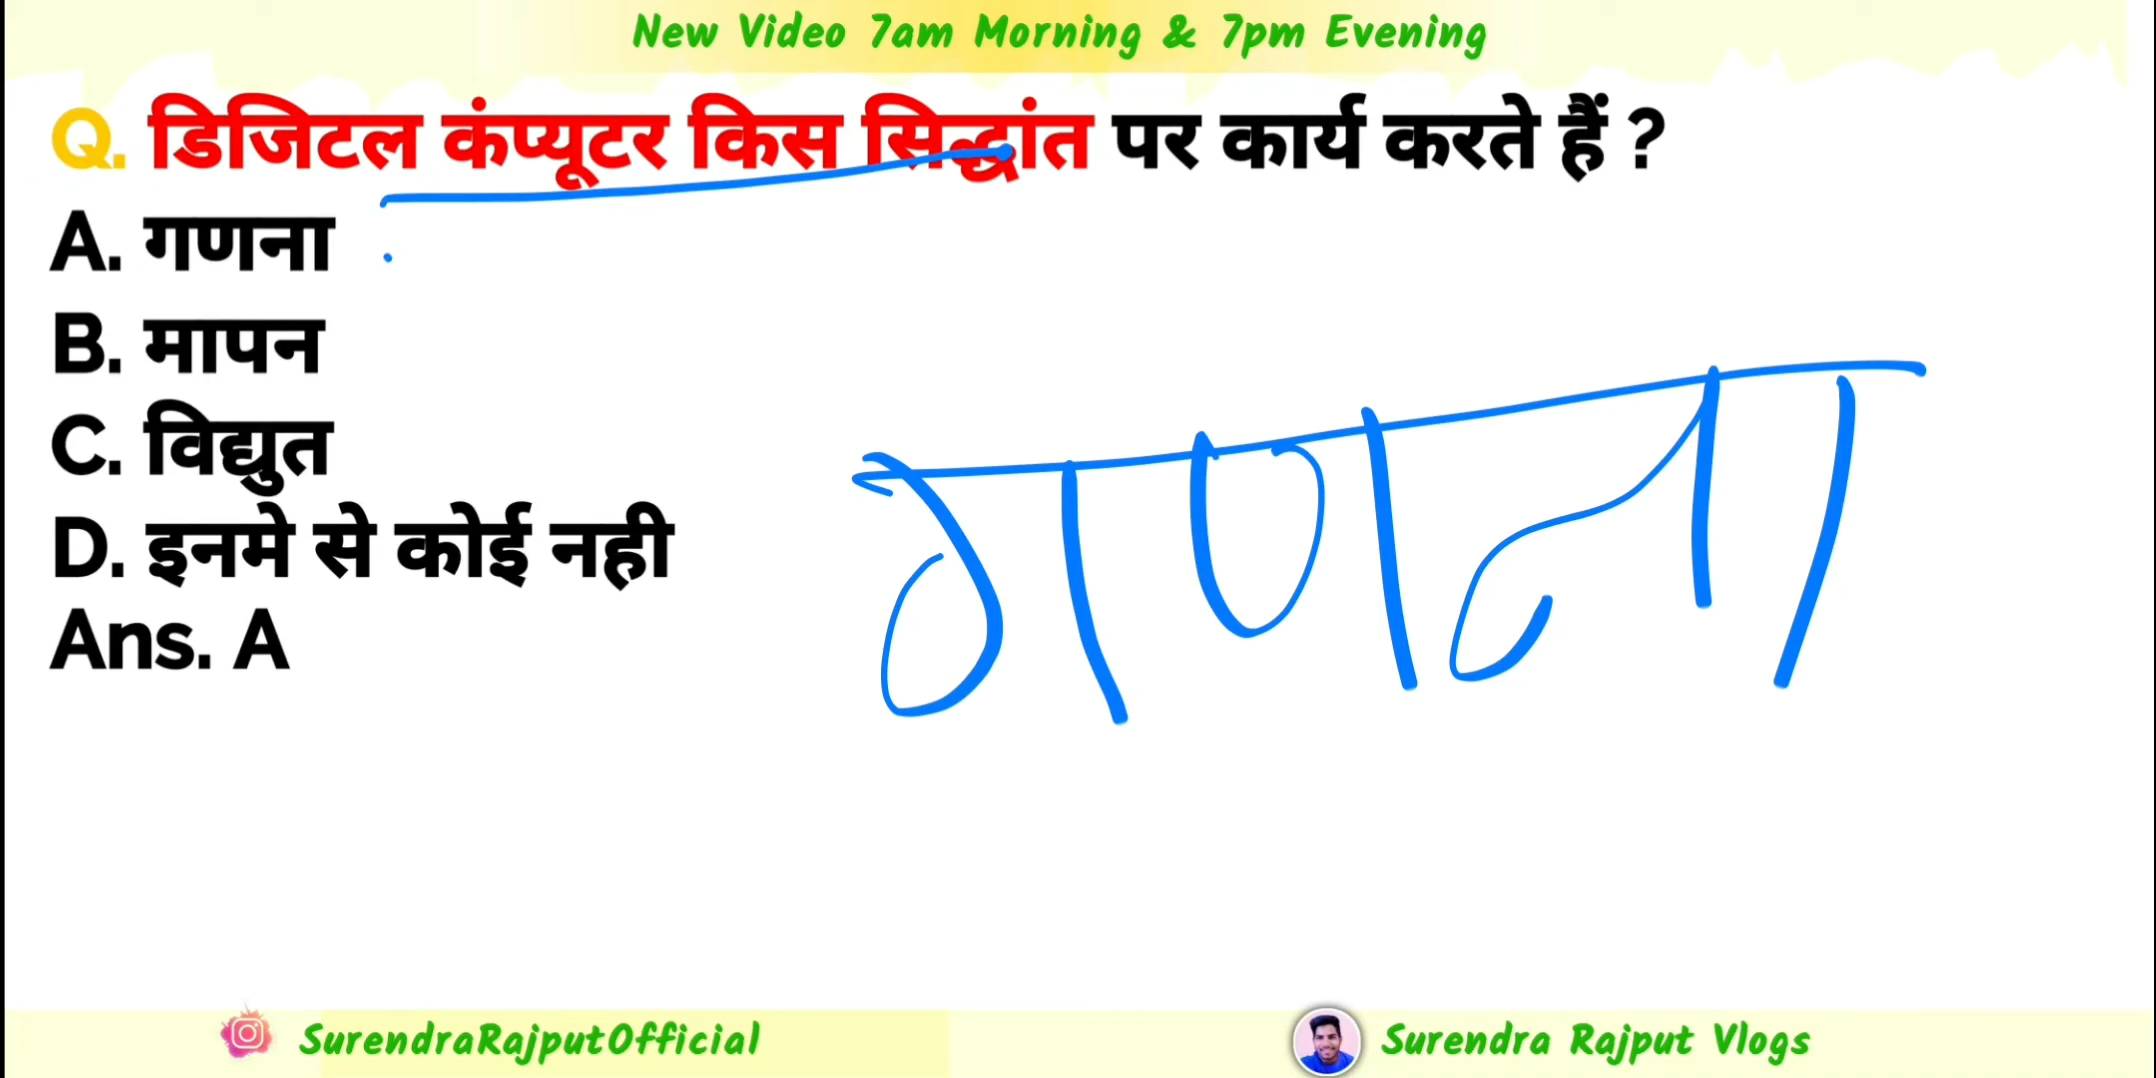 New Video 7am Morning & 7pm Evening
Q. डिजिटल कंप्यूटर किस सिद्धांत पर कार्य करते हैं ?
A. गणना
B. मापन
C. विद्युत
D. इनमे से कोई नही
Ans. A
गणना
SurendraRajputOfficial
Surendra Rajput Vlogs